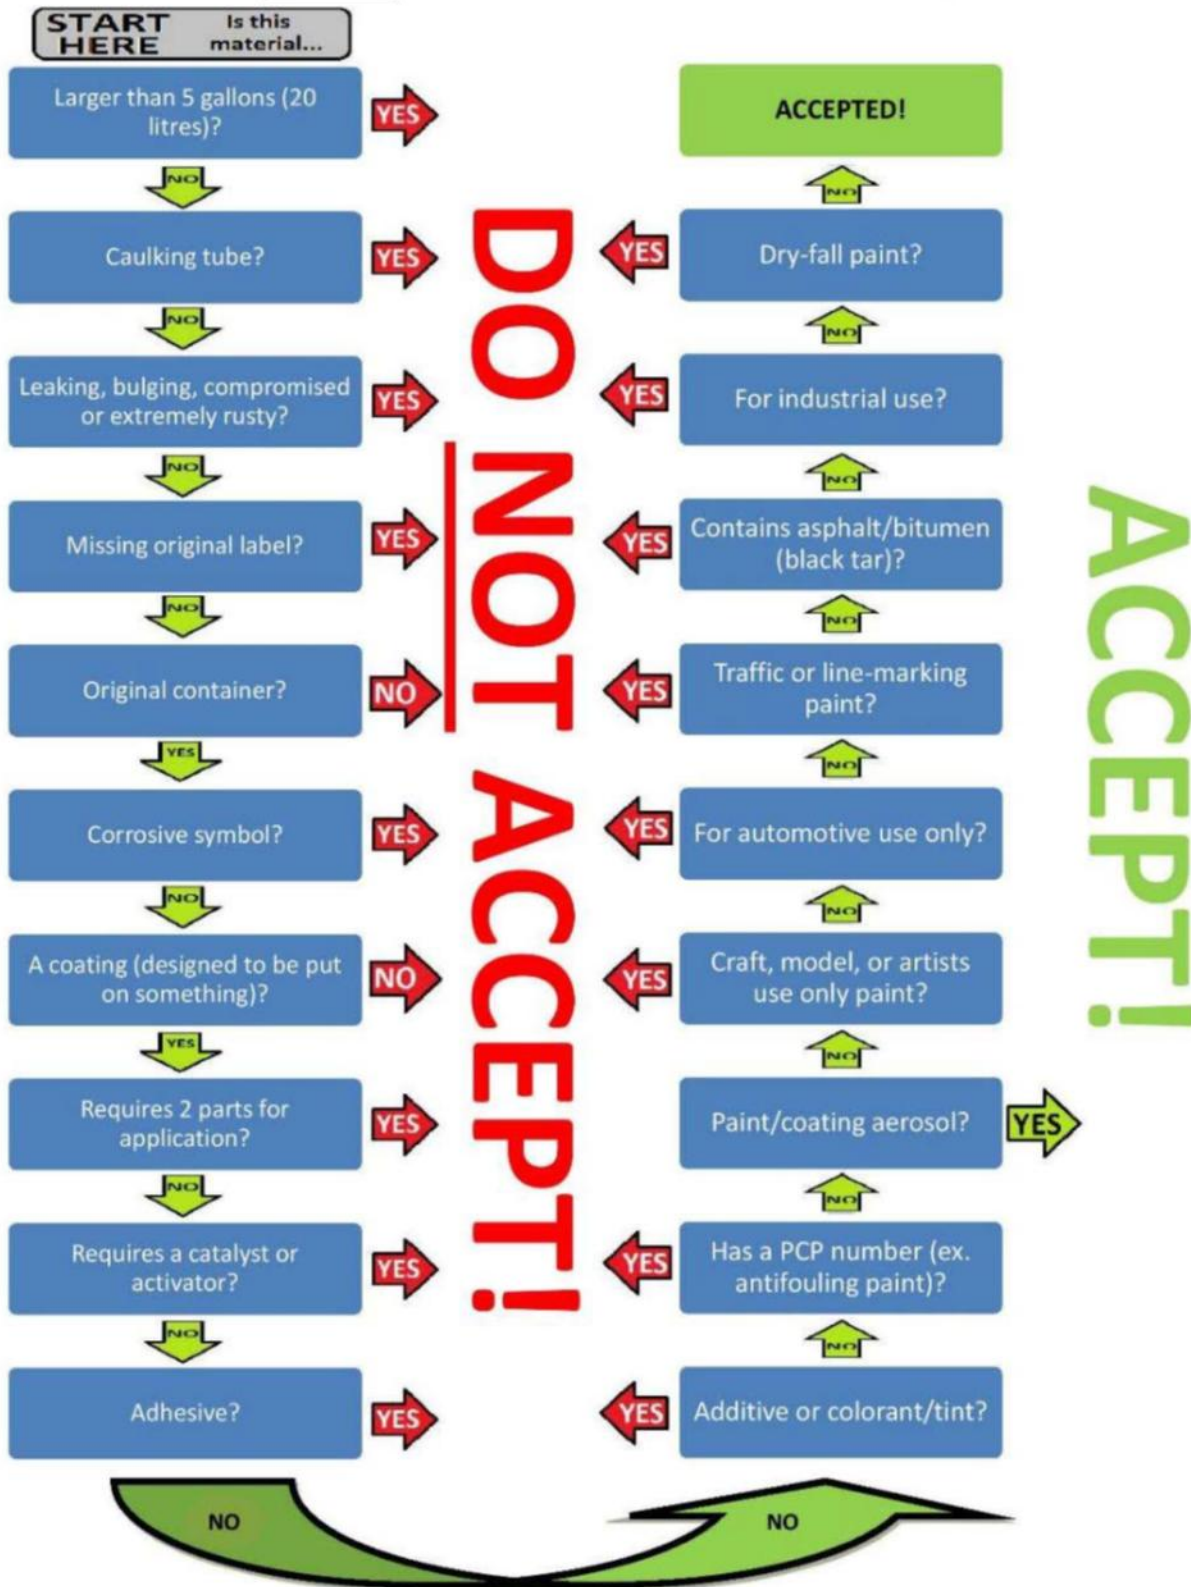 START HERE
Is this material...
Larger than 5 gallons (20
litres)?
YES
NO
Caulking tube?
YES
NO
Leaking, bulging, compromised
or extremely rusty?
YES
NO
Missing original label?
YES
NO
Original container?
NO
YES
Corrosive symbol?
YES
NO
A coating (designed to be put
on something)?
NO
YES
Requires 2 parts for
application?
YES
NO
Requires a catalyst or
activator?
YES
NO
Adhesive?
YES
NO
DO NOT ACCEPT!
NO
Additive or colorant/tint?
YES
NO
Has a PCP number (ex.
antifouling paint)?
YES
NO
Paint/coating aerosol?
YES
NO
Craft, model, or artists
use only paint?
YES
NO
For automotive use only?
YES
NO
Traffic or line-marking
paint?
YES
NO
Contains asphalt/bitumen
(black tar)?
YES
NO
For industrial use?
YES
NO
Dry-fall paint?
YES
NO
ACCEPTED!
ACCEPT!